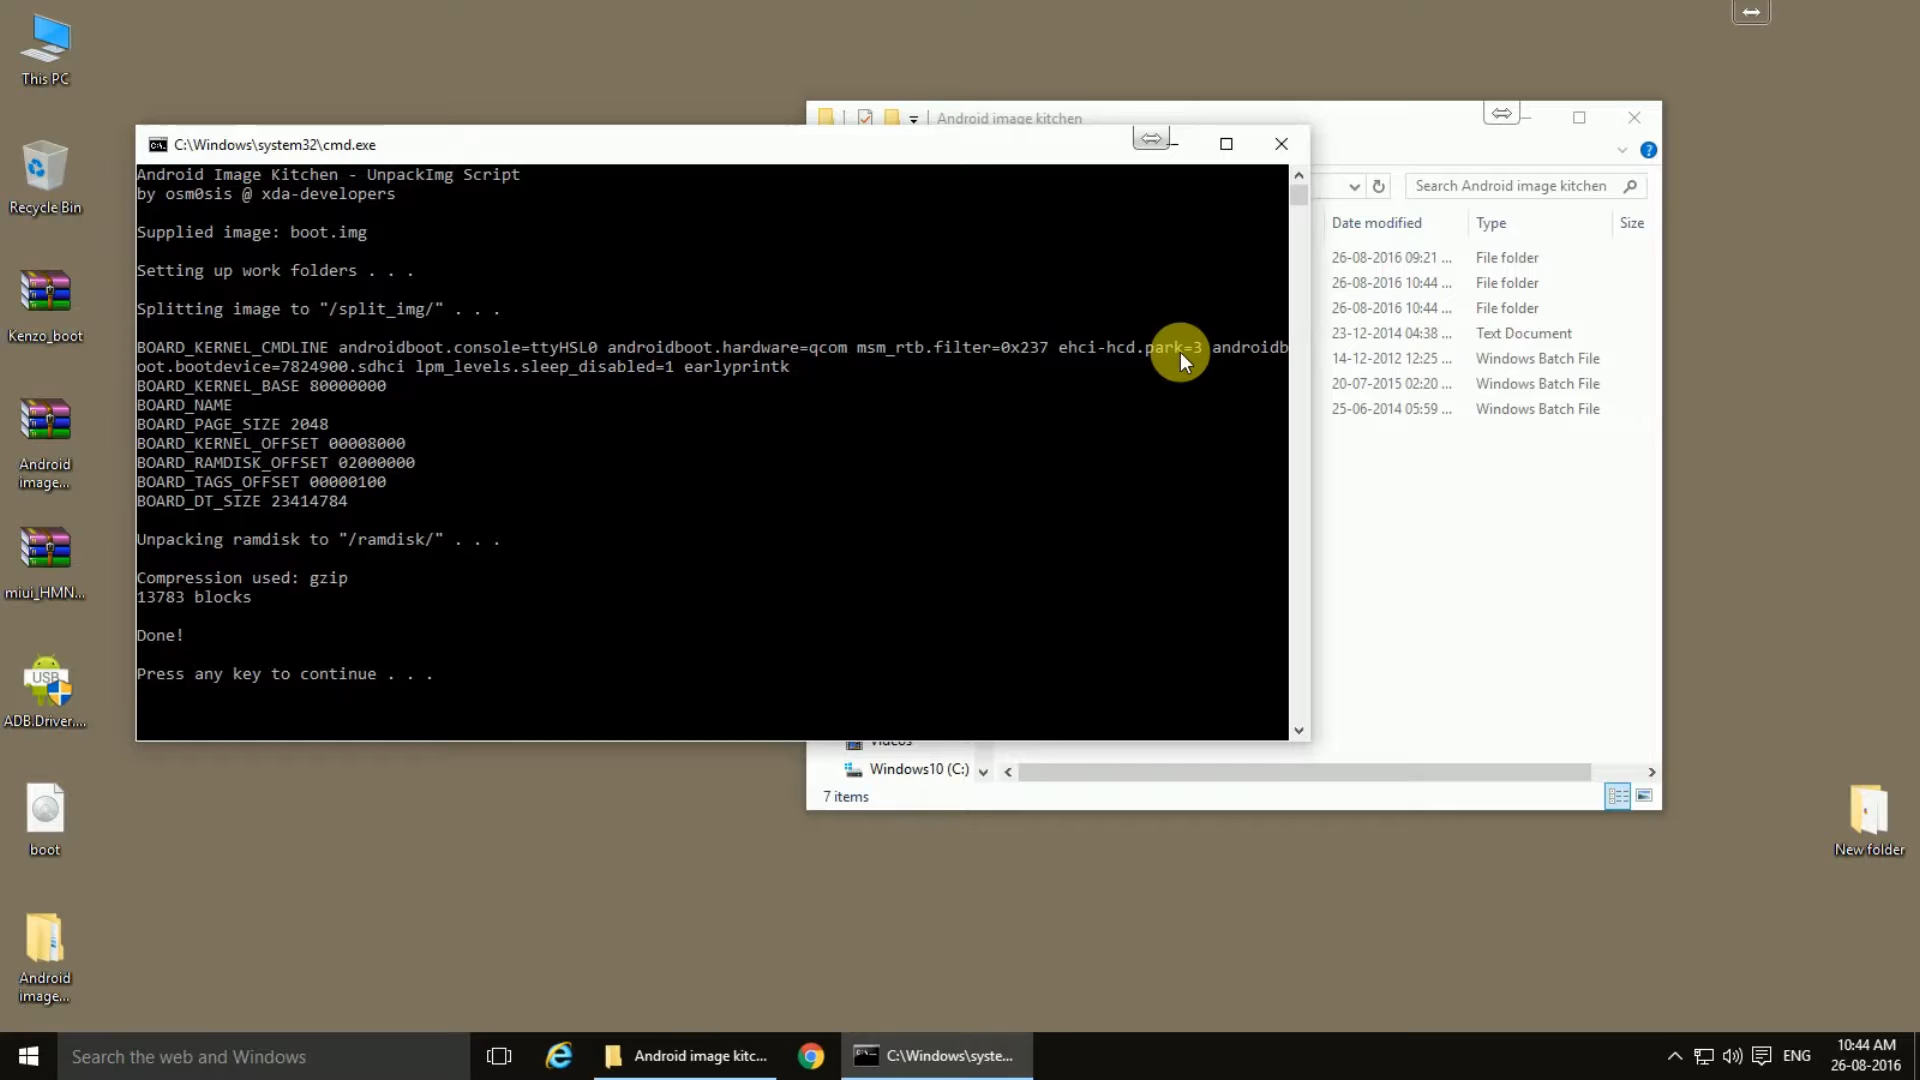 This PC
Recycle Bin
Kenzo_boot
Android
image...
miui_HMN...
ADB.Driver....
boot
Android
image...
New folder
Android image kitchen
Search Android image kitchen
Date modified
Type
Size
26-08-2016 09:21 ...
File folder
26-08-2016 10:44 ...
File folder
26-08-2016 10:44 ...
File folder
23-12-2014 04:38 ...
Text Document
14-12-2012 12:25 ...
Windows Batch File
20-07-2015 02:20 ...
Windows Batch File
25-06-2014 05:59 ...
Windows Batch File
Videos
Windows10 (C:)
7 items
C:\Windows\system32\cmd.exe
Android Image Kitchen - UnpackImg Script
by osm0sis @ xda-developers
Supplied image: boot.img
Setting up work folders . . .
Splitting image to "/split_img/" . . .
BOARD_KERNEL_CMDLINE androidboot.console=ttyHSL0 androidboot.hardware=qcom msm_rtb.filter=0x237 ehci-hcd.park=3 androidb
oot.bootdevice=7824900.sdhci lpm_levels.sleep_disabled=1 earlyprintk
BOARD_KERNEL_BASE 80000000
BOARD_NAME
BOARD_PAGE_SIZE 2048
BOARD_KERNEL_OFFSET 00008000
BOARD_RAMDISK_OFFSET 02000000
BOARD_TAGS_OFFSET 00000100
BOARD_DT_SIZE 23414784
Unpacking ramdisk to "/ramdisk/" . . .
Compression used: gzip
13783 blocks
Done!
Press any key to continue . . .
Search the web and Windows
Android image kitc...
C:\Windows\syste...
ENG
10:44 AM
26-08-2016